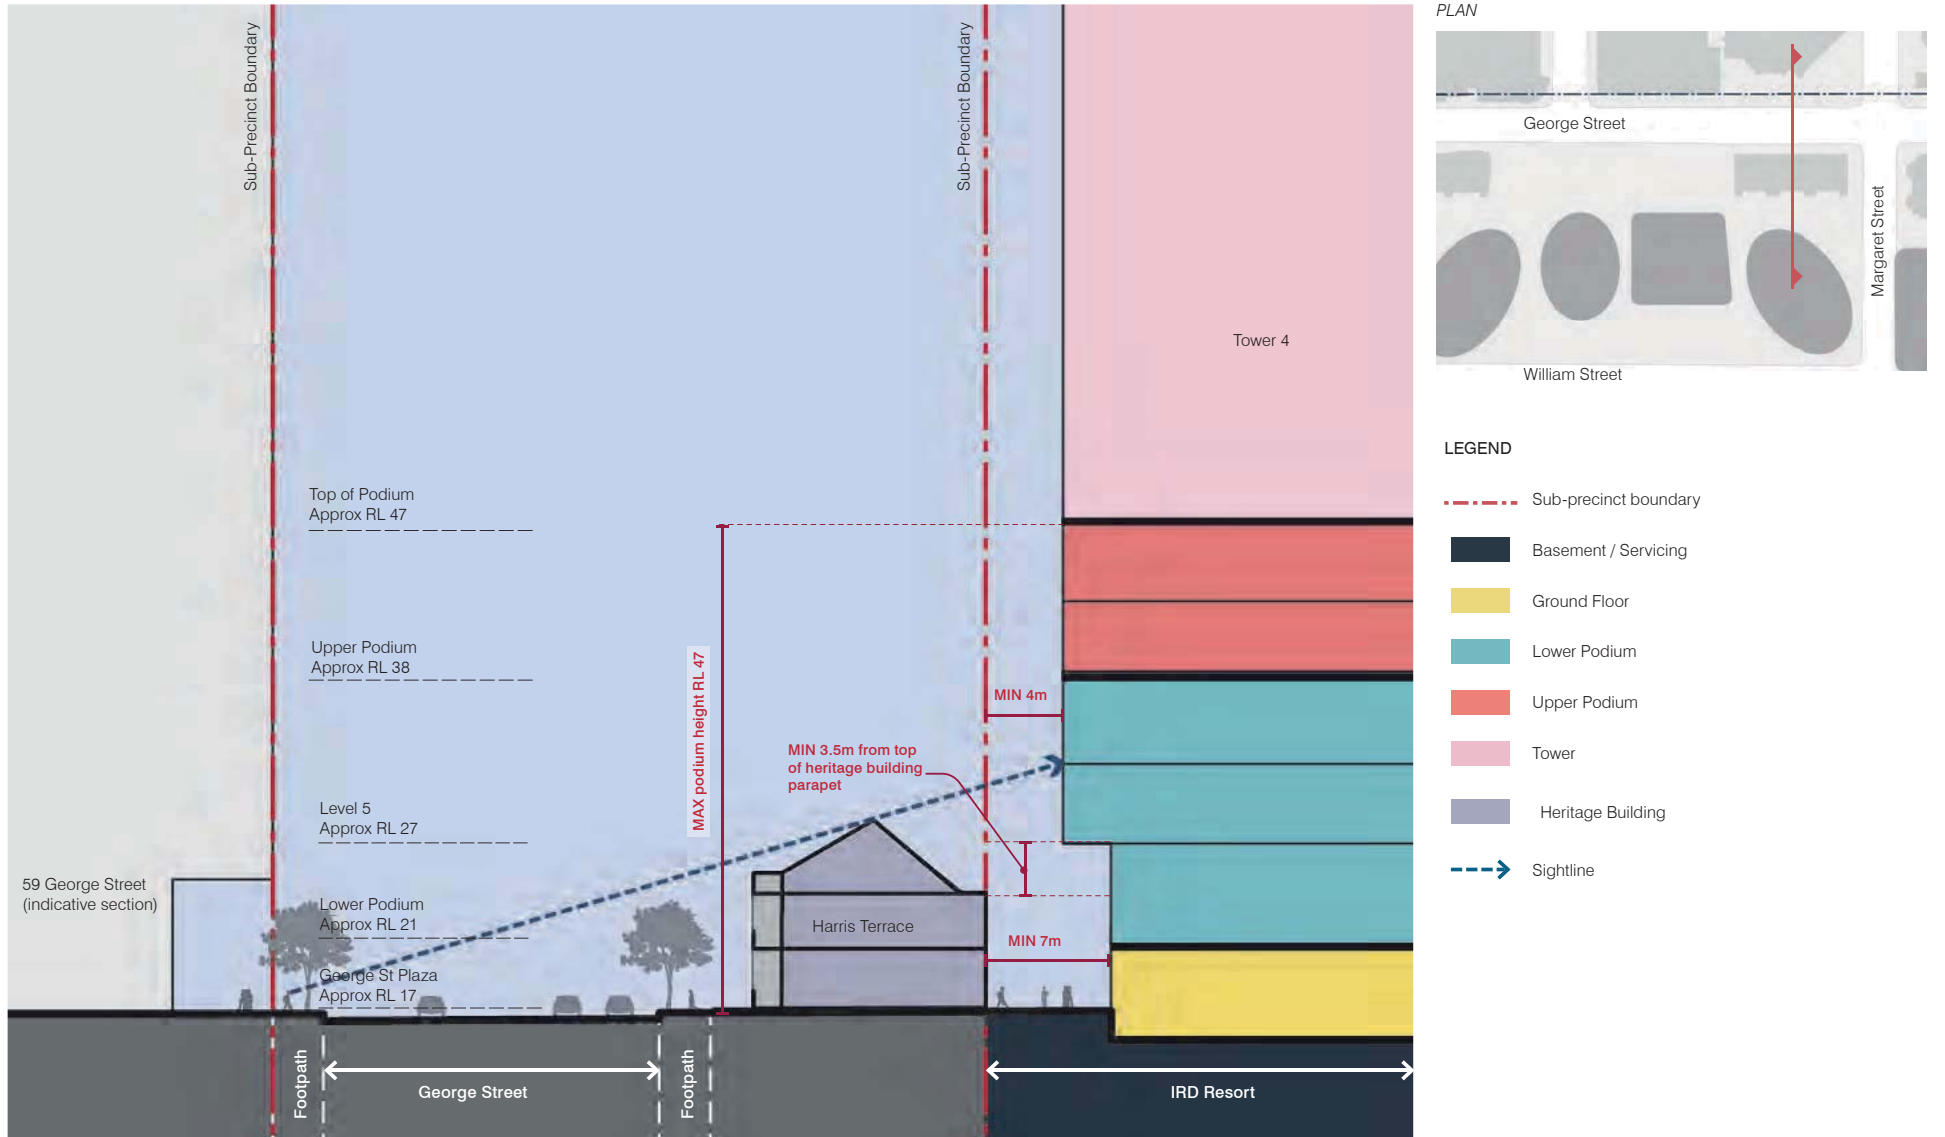 Sub-Precinct Boundary
Sub-Precinct Boundary
Tower 4
Top of Podium
Approx RL 47
Upper Podium
Approx RL 38
MAX podium height RL 47
MIN 4m
MIN 3.5m from top
of heritage building
parapet
Level 5
Approx RL 27
59 George Street
(indicative section)
Lower Podium
Approx RL 21
Harris Terrace
MIN 7m
George St Plaza
Approx RL 17
Footpath
George Street
Footpath
IRD Resort
PLAN
George Street
Margaret Street
William Street
LEGEND
Sub-precinct boundary
Basement / Servicing
Ground Floor
Lower Podium
Upper Podium
Tower
Heritage Building
Sightline